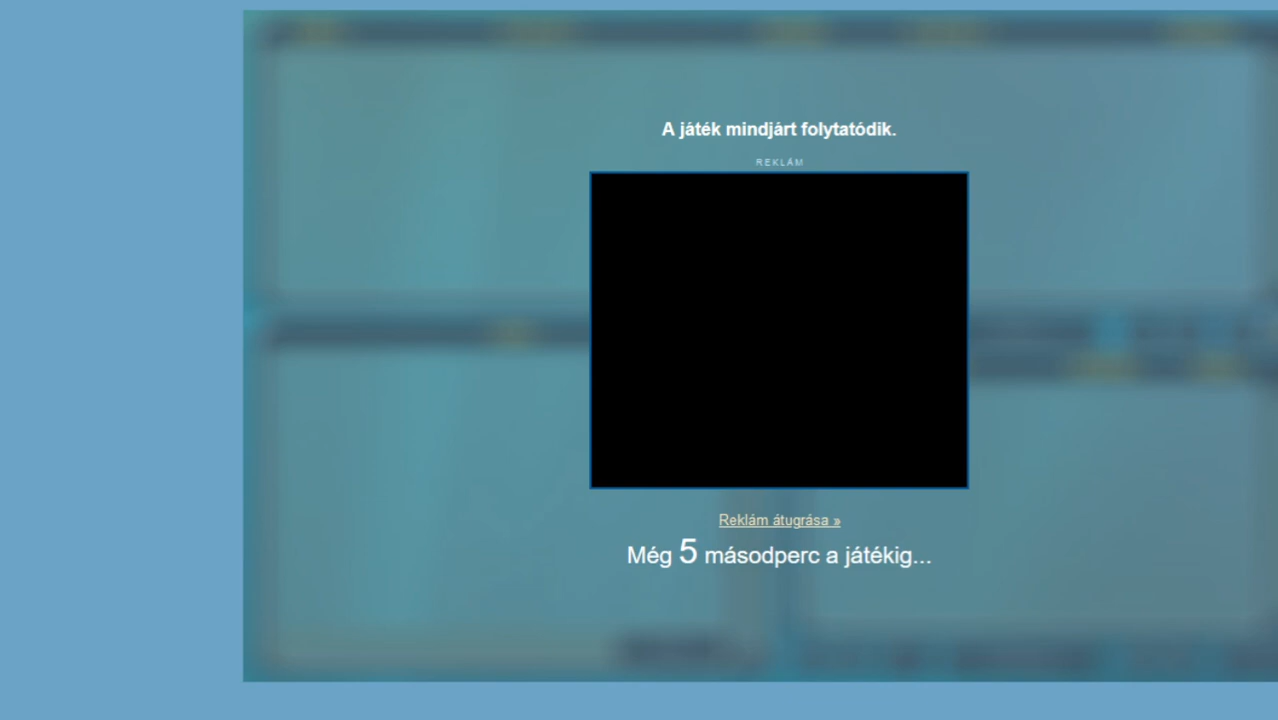 A játék mindjárt folytatódik.
REKLÁM
Reklám átugrása »
Még 5 másodperc a játékig...